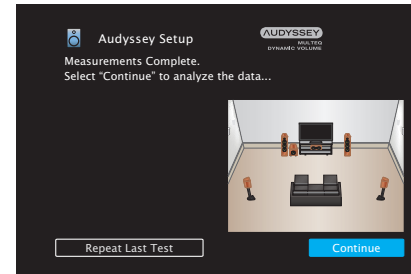 Audyssey Setup
AUDYSSEY
MULTEQ
DYNAMIC VOLUME
Measurements Complete.
Select “Continue” to analyze the data...
Repeat Last Test
Continue